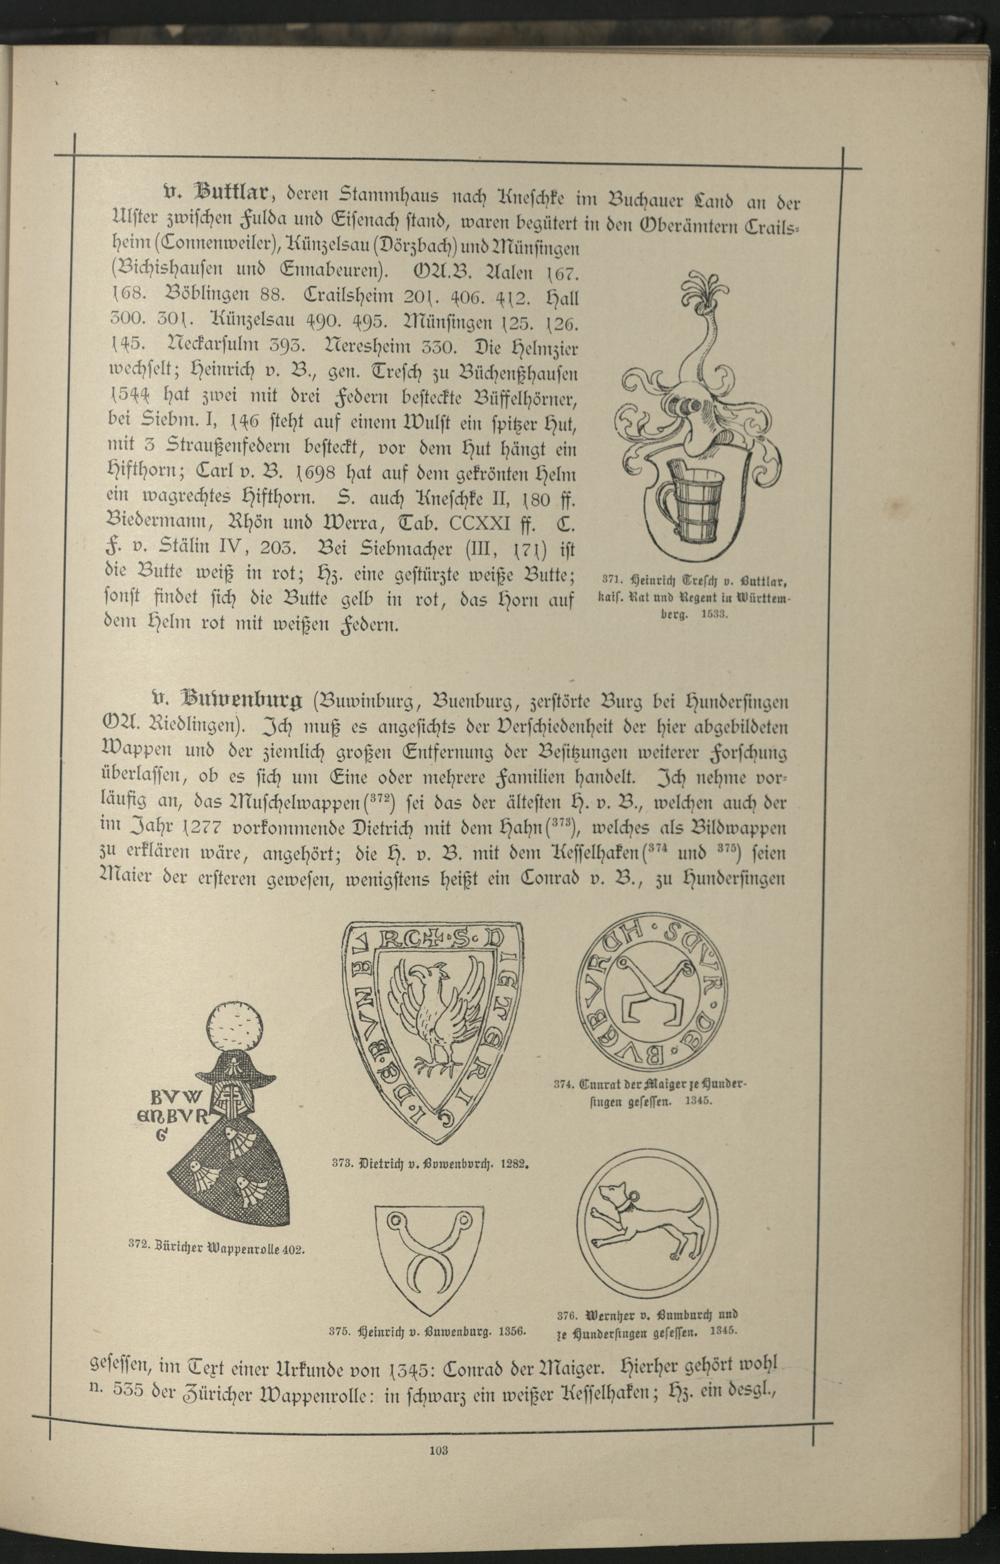 v. Buttlar, deren Stammhaus nach Kneschke im Buchauer Land an der
Ulster zwischen Fulda und Eisenach stand, waren begütert in den Oberämtern Crails-
heim (Connenweiler), Künzelsau (Dörzbach) und Münsingen
(Bichishausen und Ennabeuren). OA.B. Aalen 167.
168. Böblingen 88. Crailsheim 201. 406. 412. Hall
300. 301. Künzelsau 490. 495. Münsingen 125. 126.
145. Neckarsulm 393. Neresheim 330. Die Helmzier
wechselt; Heinrich v. B., gen. Tresch zu Büchenßhausen
1544 hat zwei mit drei Federn besteckte Büffelhörner,
bei Siebm. I, 146 steht auf einem Wulst ein spitzer Hut,
mit 3 Straußenfedern besteckt, vor dem Hut hängt ein
Hifthorn; Carl v. B. 1698 hat auf dem gekrönten Helm
ein wagrechtes Hifthorn. S. auch Kneschke II, 180 ff.
Biedermann, Rhön und Werra, Tab. CCXXI ff. C.
F. v. Stälin IV, 203. Bei Siebmacher (III, 171) ist
die Butte weiß in rot; Hz. eine gestürzte weiße Butte;
sonst findet sich die Butte gelb in rot, das Horn auf
dem Helm rot mit weißen Federn.
371. Heinrich Tresch v. Buttlar,
kais. Rat und Regent in Württem-
berg. 1533.
v. Buwenburg (Buwinburg, Buenburg, zerstörte Burg bei Hundersingen
OA. Riedlingen). Ich muß es angesichts der Verschiedenheit der hier abgebildeten
Wappen und der ziemlich großen Entfernung der Besitzungen weiterer Forschung
überlassen, ob es sich um Eine oder mehrere Familien handelt. Ich nehme vor-
läufig an, das Muschelwappen (372) sei das der ältesten H. v. B., welchen auch der
im Jahr 1277 vorkommende Dietrich mit dem Hahn (373), welches als Bildwappen
zu erklären wäre, angehört; die H. v. B. mit dem Kesselhaken (374 und 375) seien
Maier der ersteren gewesen, wenigstens heißt ein Conrad v. B., zu Hundersingen
BVW
ENBVR
G
372. Züricher Wappenrolle 402.
RC+·S·DIETERICI·DE·BVNEBV
373. Dietrich v. Bowenbvrch. 1282.
374. Cunrat der Maiger ze Hunder-
singen gesessen. 1345.
375. Heinrich v. Buwenburg. 1356.
376. Wernher v. Bumburch und
ze Hundersingen gesessen. 1345.
gesessen, im Text einer Urkunde von 1345: Conrad der Maiger. Hierher gehört wohl
n. 535 der Züricher Wappenrolle: in schwarz ein weißer Kesselhaken; Hz. ein desgl.,
103